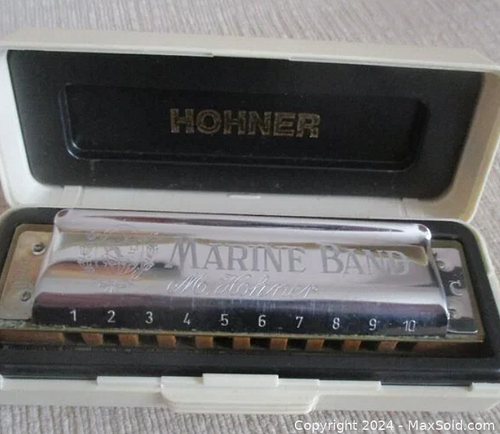 HOHNER
MARINE BAND
M. Hohner
1 2 3 4 5 6 7 8 9 10
Copyright © 2024 - MaxSold.com